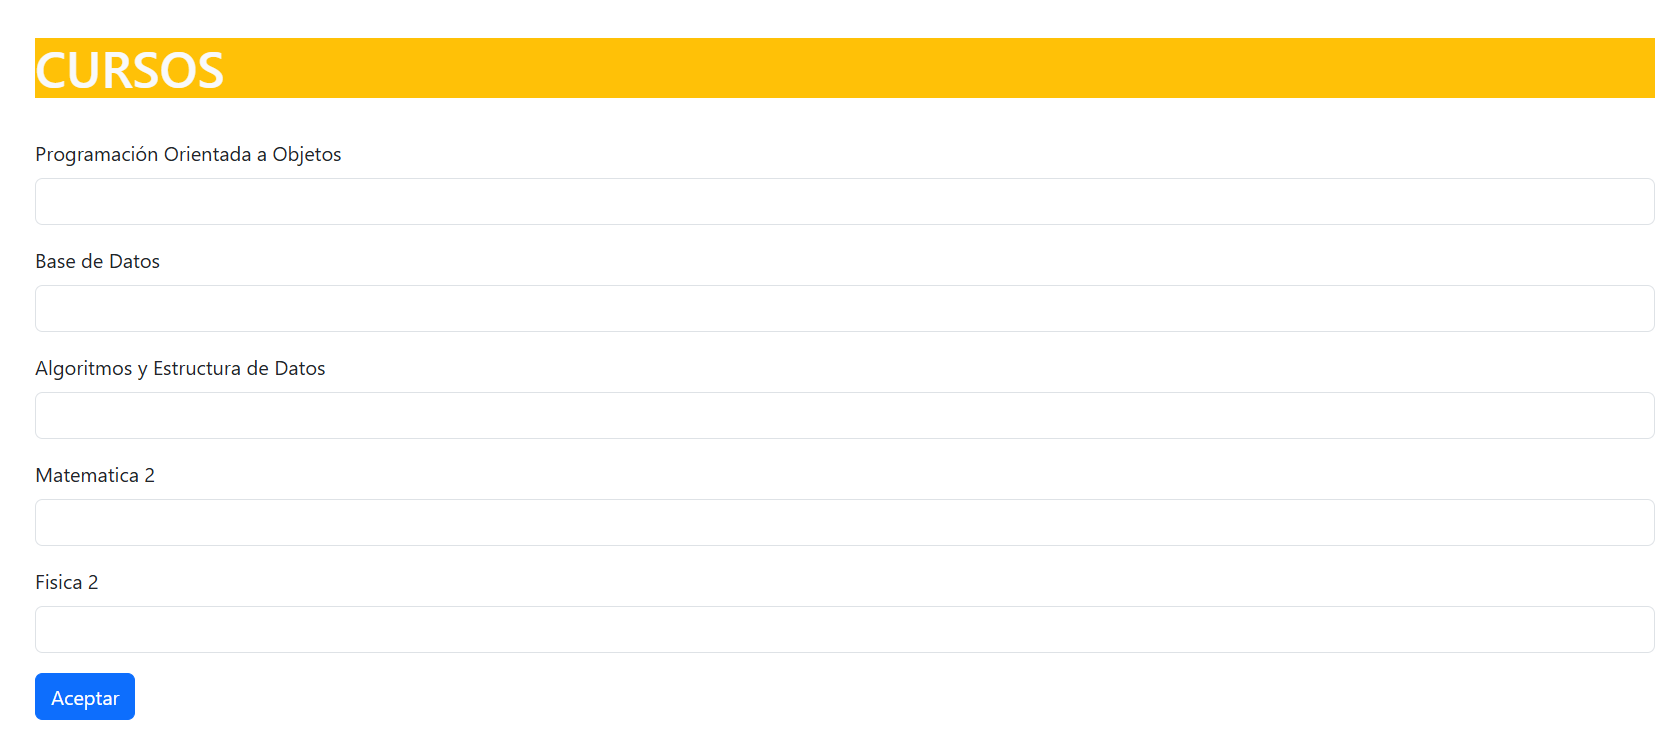 CURSOS
Programación Orientada a Objetos
Base de Datos
Algoritmos y Estructura de Datos
Matematica 2
Fisica 2
Aceptar